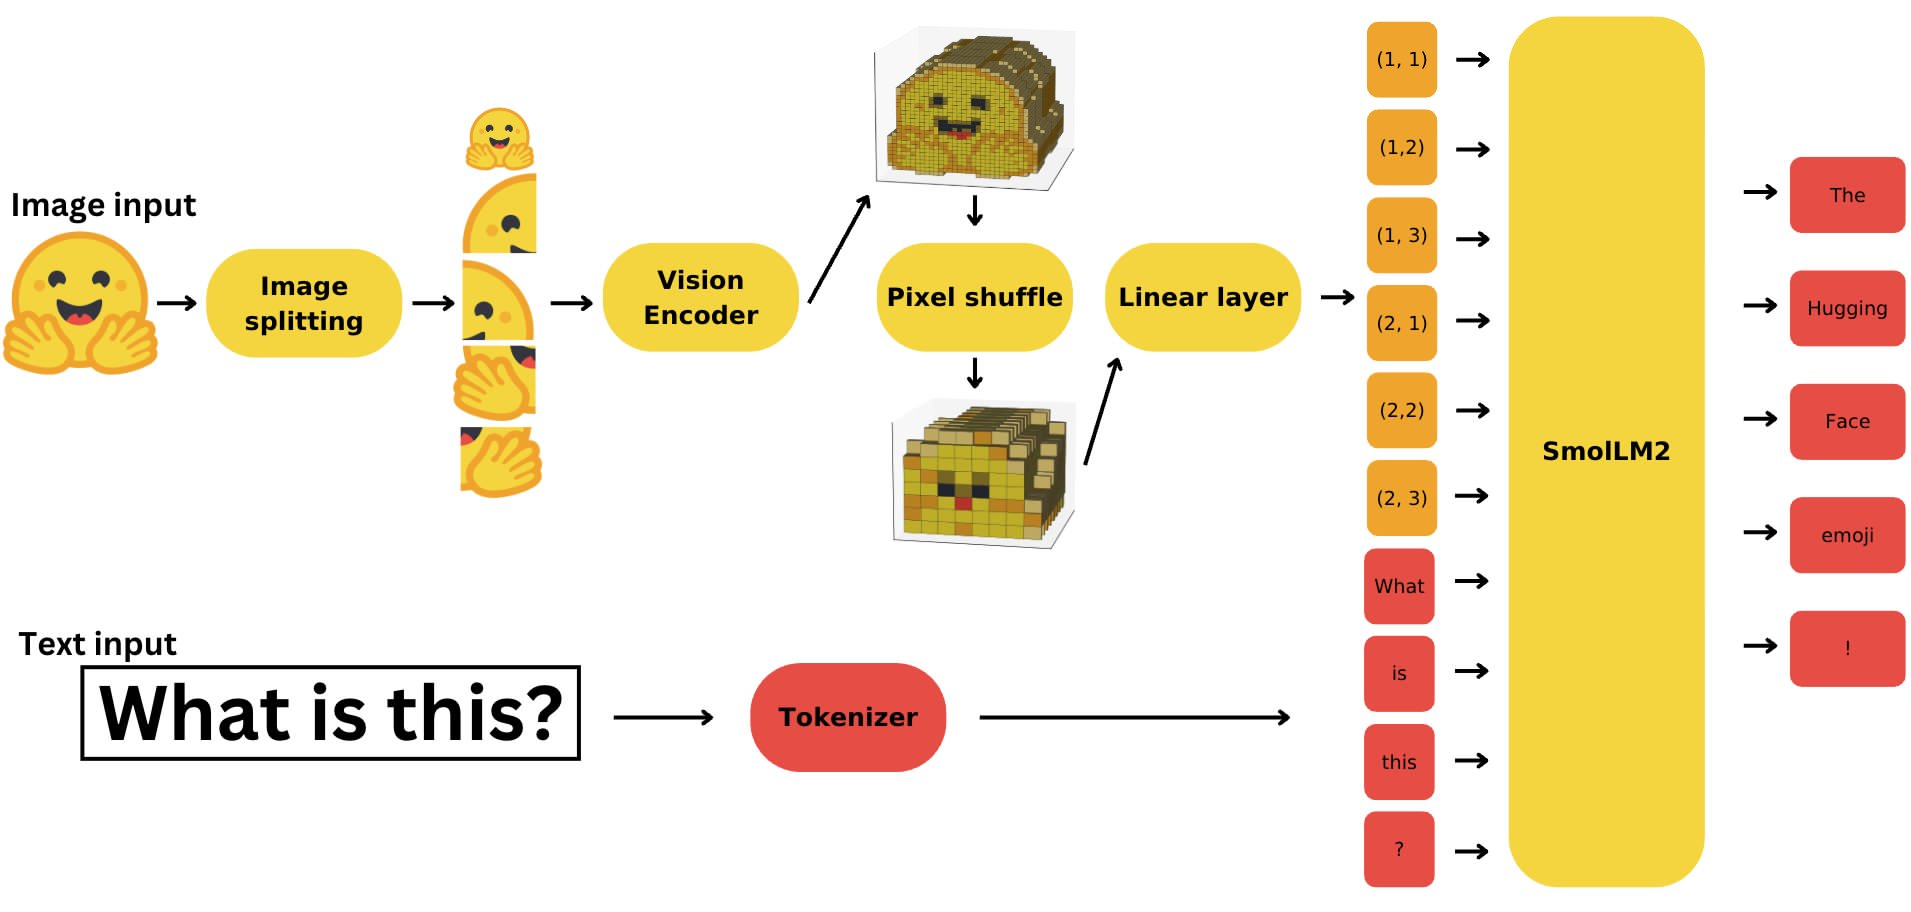 Image input
Image
splitting
Vision
Encoder
Pixel shuffle
Linear layer
(1, 1)
(1,2)
(1, 3)
(2, 1)
(2,2)
(2, 3)
What
is
this
?
SmolLM2
The
Hugging
Face
emoji
!
Text input
What is this?
Tokenizer